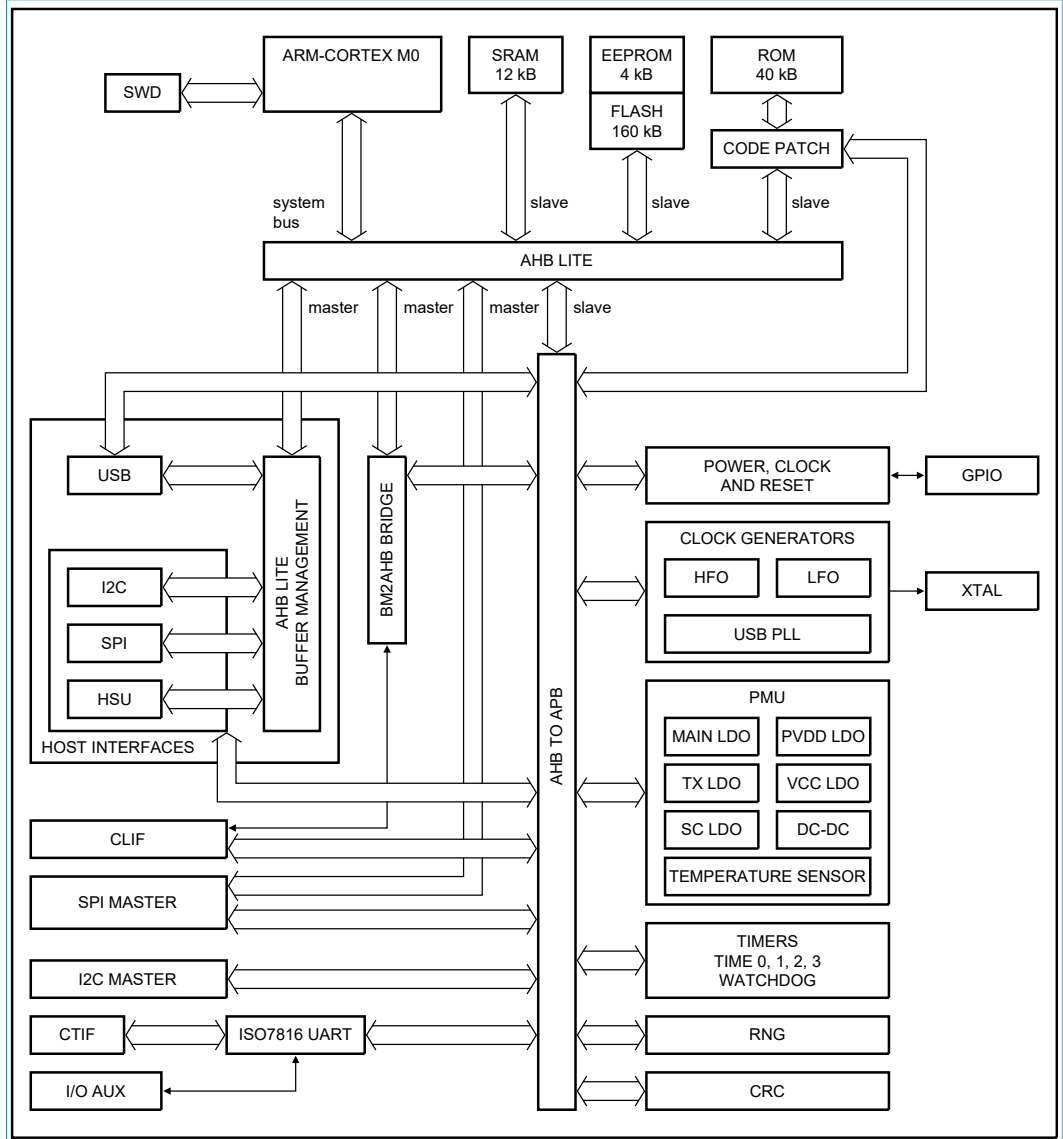 ARM-CORTEX M0
SWD
SRAM
12 kB
EEPROM
4 kB
FLASH
160 kB
ROM
40 kB
CODE PATCH
system
bus
slave
slave
slave
AHB LITE
master
master
master
slave
USB
I2C
SPI
HSU
HOST INTERFACES
AHB LITE
BUFFER MANAGEMENT
BM2AHB BRIDGE
AHB TO APB
CLIF
SPI MASTER
I2C MASTER
CTIF
ISO7816 UART
I/O AUX
POWER, CLOCK
AND RESET
GPIO
CLOCK GENERATORS
HFO
LFO
USB PLL
XTAL
PMU
MAIN LDO
PVDD LDO
TX LDO
VCC LDO
SC LDO
DC-DC
TEMPERATURE SENSOR
TIMERS
TIME 0, 1, 2, 3
WATCHDOG
RNG
CRC